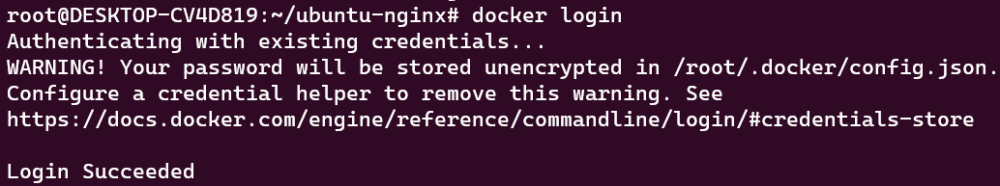 root@DESKTOP-CV4D819:~/ubuntu-nginx# docker login
Authenticating with existing credentials...
WARNING! Your password will be stored unencrypted in /root/.docker/config.json.
Configure a credential helper to remove this warning. See
https://docs.docker.com/engine/reference/commandline/login/#credentials-store
Login Succeeded